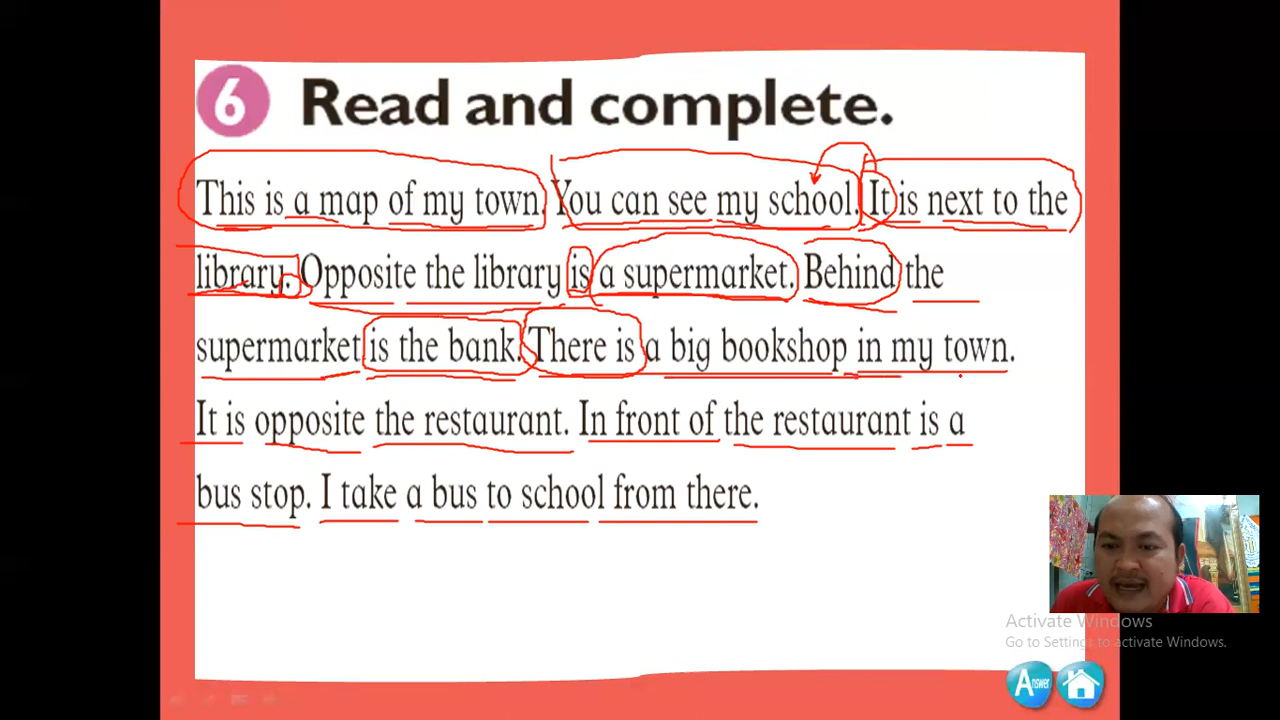 6 Read and complete.
This is a map of my town. You can see my school. It is next to the
library. Opposite the library is a supermarket. Behind the
supermarket is the bank. There is a big bookshop in my town.
It is opposite the restaurant. In front of the restaurant is a
bus stop. I take a bus to school from there.
Activate Windows
Go to Settings to activate Windows.
Answer